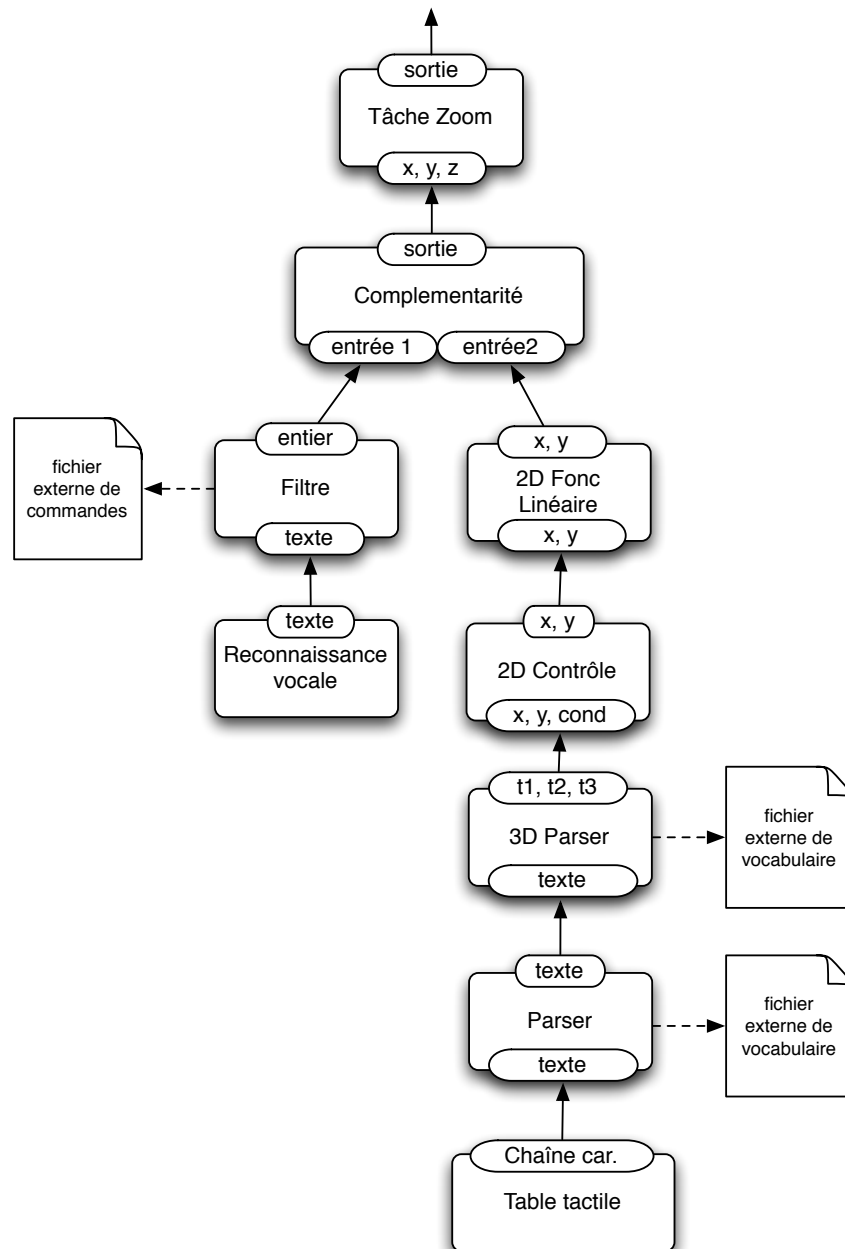 sortie
Tâche Zoom
x, y, z
sortie
Complementarité
entrée 1
entrée2
entier
Filtre
texte
fichier
externe de
commandes
texte
Reconnaissance
vocale
x, y
2D Fonc
Linéaire
x, y
x, y
2D Contrôle
x, y, cond
t1, t2, t3
3D Parser
texte
fichier
externe de
vocabulaire
texte
Parser
texte
fichier
externe de
vocabulaire
Chaîne car.
Table tactile